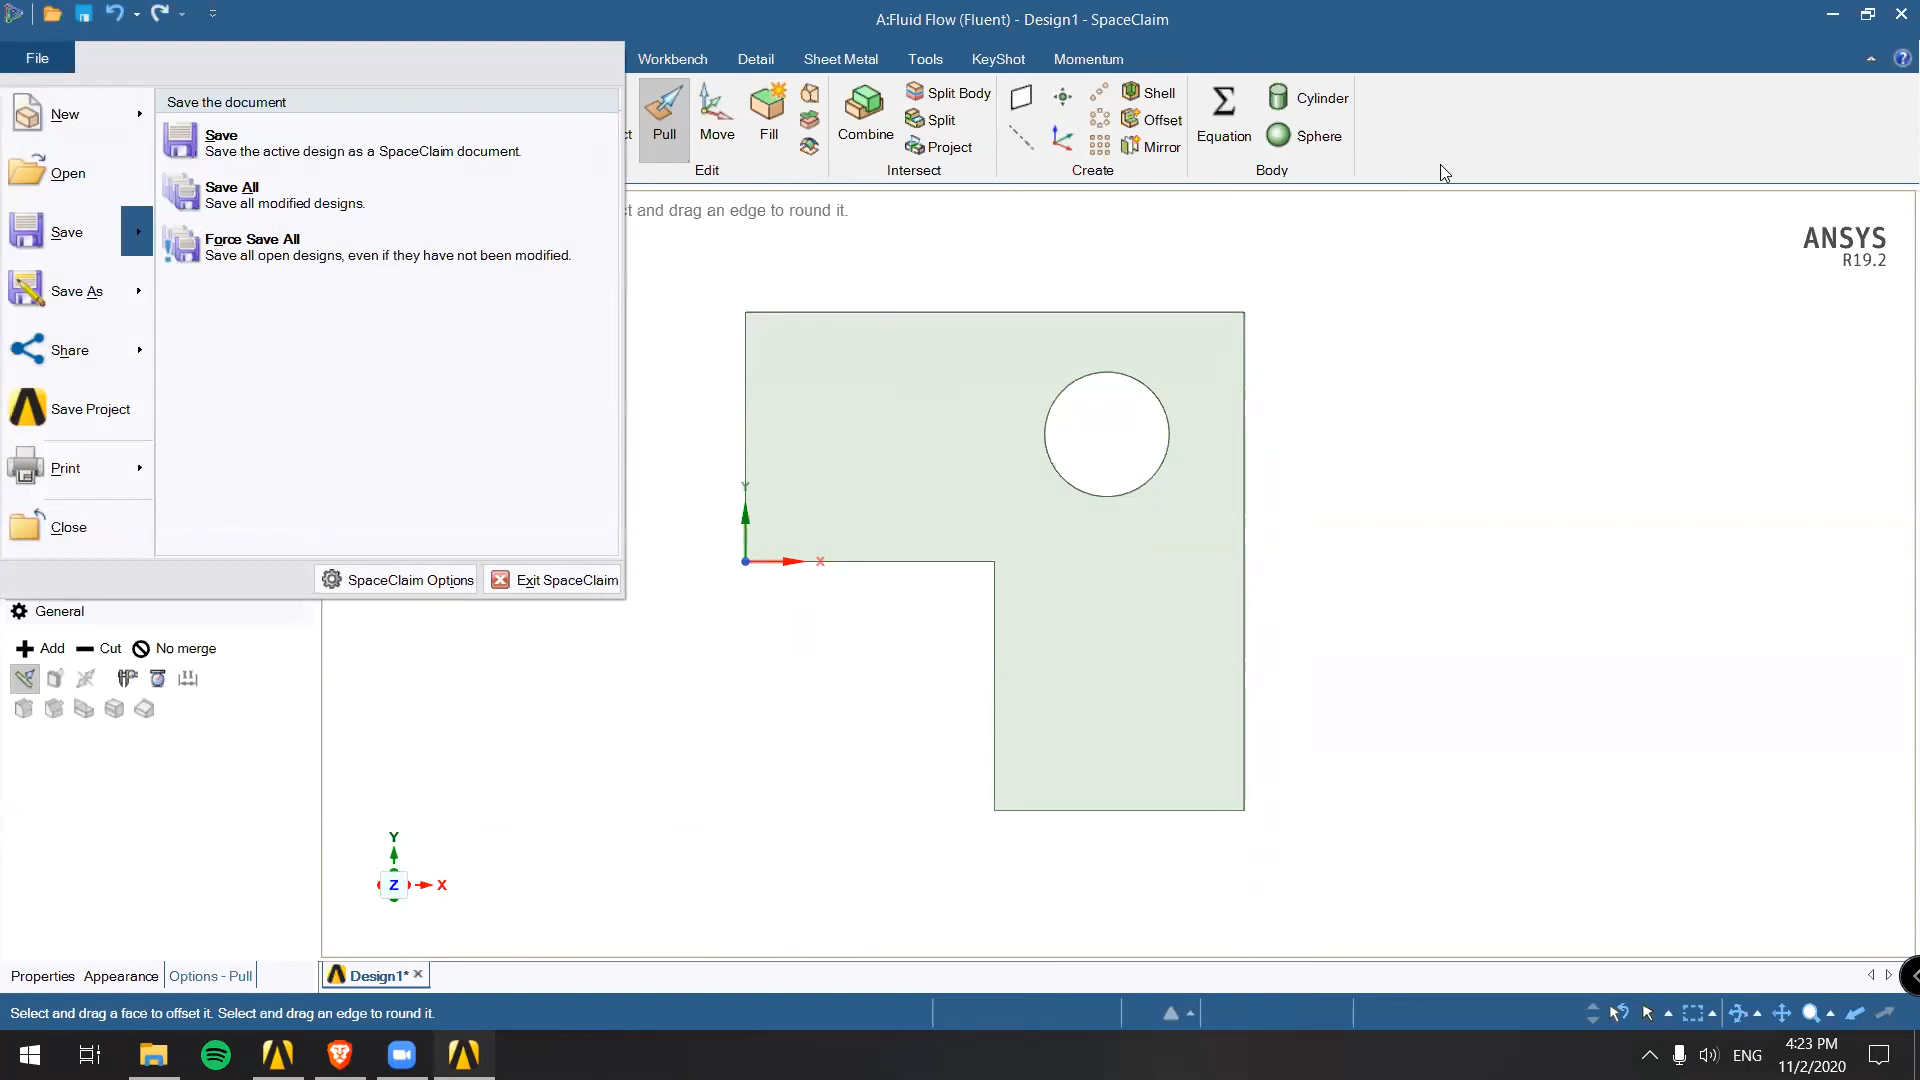 A:Fluid Flow (Fluent) - Design1 - SpaceClaim
File
Workbench
Detail
Sheet Metal
Tools
KeyShot
Momentum
New
Open
Save
Save As
Share
Save Project
Print
Close
Save the document
Save
Save the active design as a SpaceClaim document.
Save All
Save all modified designs.
Force Save All
Save all open designs, even if they have not been modified.
SpaceClaim Options
Exit SpaceClaim
Pull
Move
Fill
Edit
Combine
Split Body
Split
Project
Intersect
Shell
Offset
Mirror
Create
Equation
Cylinder
Sphere
Body
t and drag an edge to round it.
ANSYS
R19.2
Y
X
General
Add
Cut
No merge
Y
Z
X
Properties
Appearance
Options - Pull
Design1*
Select and drag a face to offset it. Select and drag an edge to round it.
ENG
4:23 PM
11/2/2020